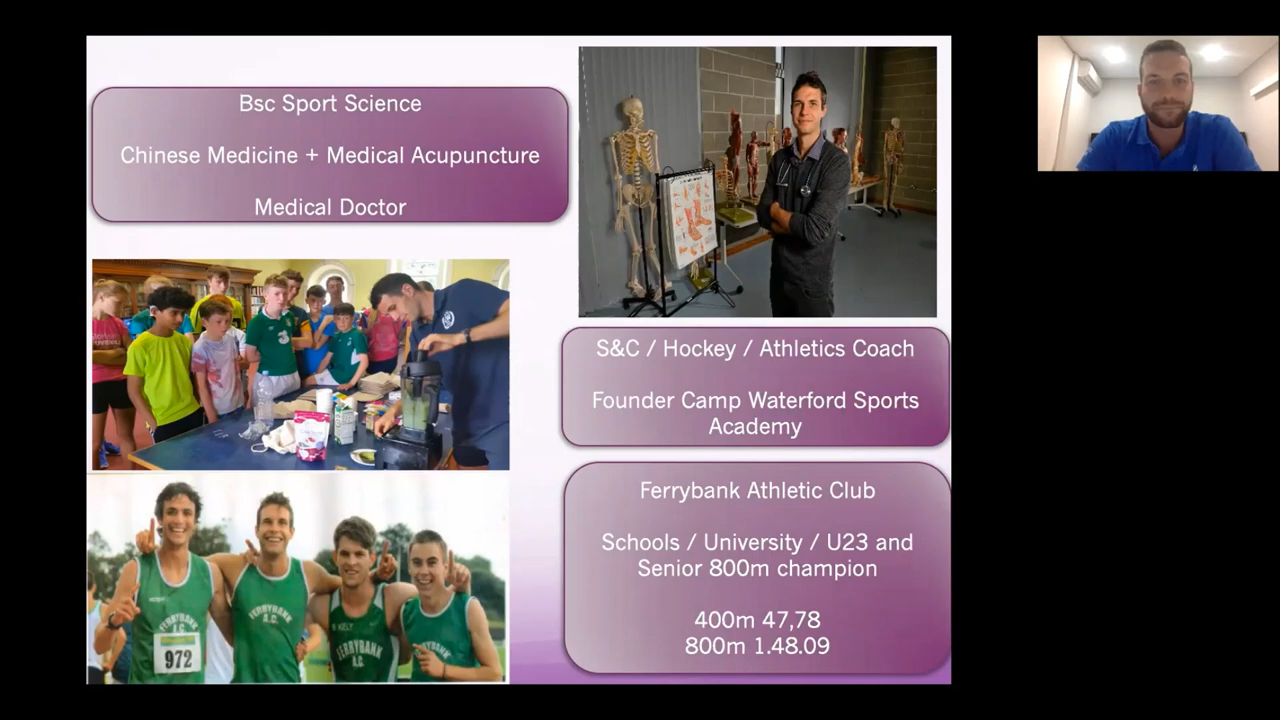 Bsc Sport Science
Chinese Medicine + Medical Acupuncture
Medical Doctor
S&C / Hockey / Athletics Coach
Founder Camp Waterford Sports
Academy
FERRYBANK
A.C.
972
FERRYBANK
A.C.
FERRYBANK
A.C.
Ferrybank Athletic Club
Schools / University / U23 and
Senior 800m champion
400m 47,78
800m 1.48.09